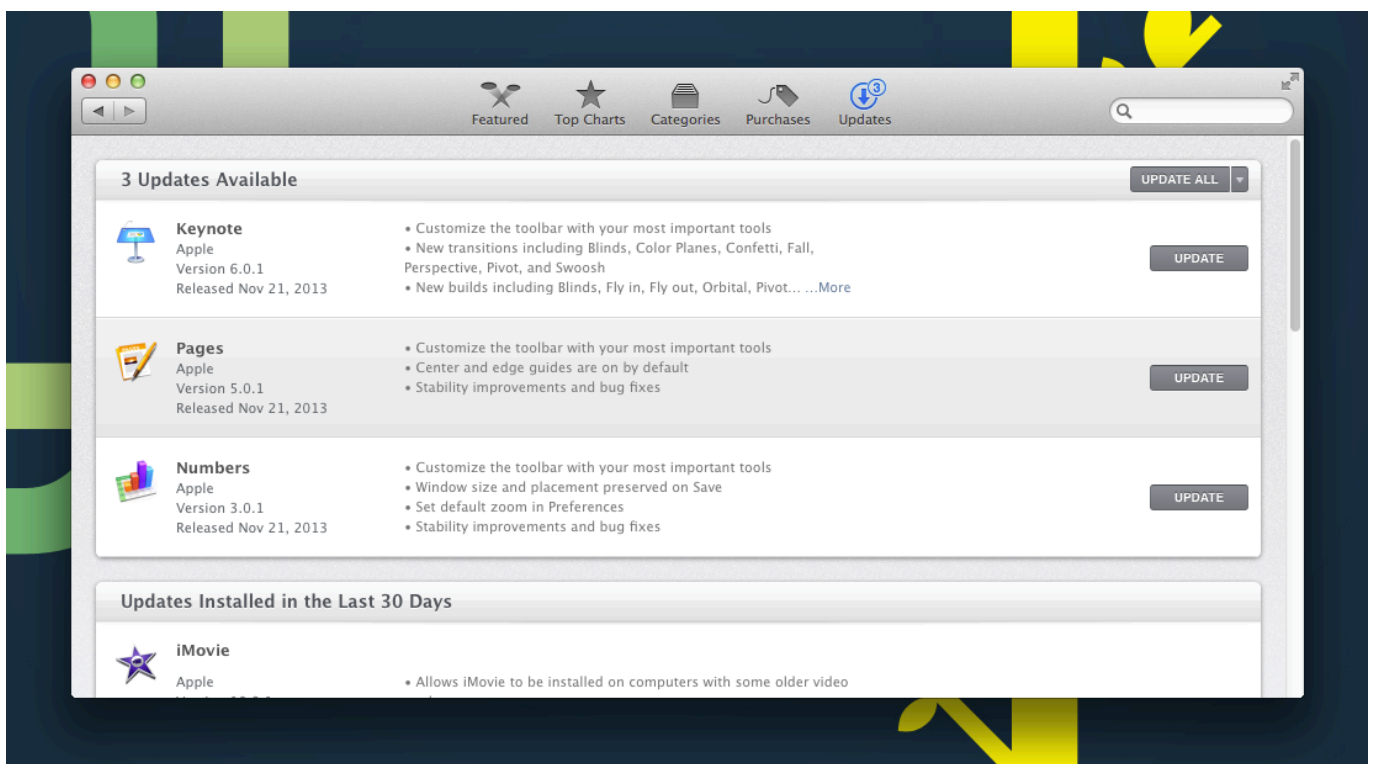 Featured Top Charts Categories Purchases Updates 3
3 Updates Available
UPDATE ALL
Keynote
Apple
Version 6.0.1
Released Nov 21, 2013
• Customize the toolbar with your most important tools
• New transitions including Blinds, Color Planes, Confetti, Fall,
Perspective, Pivot, and Swoosh
• New builds including Blinds, Fly in, Fly out, Orbital, Pivot... ...More
UPDATE
Pages
Apple
Version 5.0.1
Released Nov 21, 2013
• Customize the toolbar with your most important tools
• Center and edge guides are on by default
• Stability improvements and bug fixes
UPDATE
Numbers
Apple
Version 3.0.1
Released Nov 21, 2013
• Customize the toolbar with your most important tools
• Window size and placement preserved on Save
• Set default zoom in Preferences
• Stability improvements and bug fixes
UPDATE
Updates Installed in the Last 30 Days
iMovie
Apple
• Allows iMovie to be installed on computers with some older video